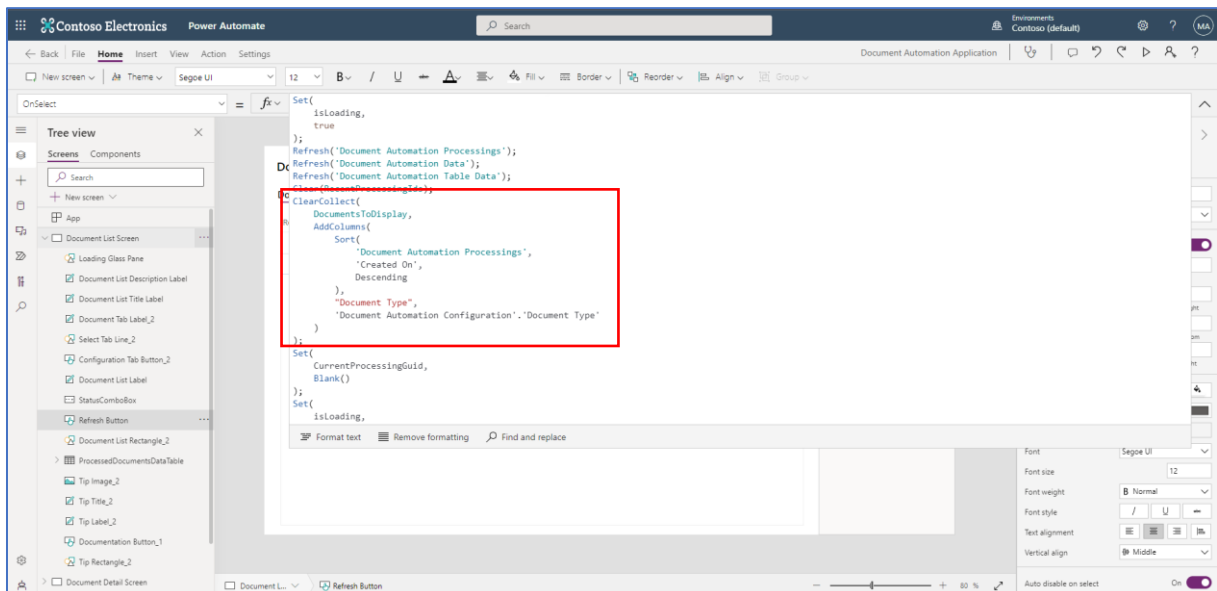 Contoso Electronics Power Automate
Search
Environments
Contoso (default)
MA
Back File Home Insert View Action Settings
Document Automation Application
New screen Theme Segoe UI 12 B / U A Fill Border Reorder Align Group
OnSelect = fx
Set(
isLoading,
true
);
Refresh('Document Automation Processings');
Refresh('Document Automation Data');
Refresh('Document Automation Table Data');
Clear(RecentProcessingIds);
ClearCollect(
DocumentsToDisplay,
AddColumns(
Sort(
'Document Automation Processings',
'Created On',
Descending
),
"Document Type",
'Document Automation Configuration'.'Document Type'
)
);
Set(
CurrentProcessingGuid,
Blank()
);
Set(
isLoading,
Format text Remove formatting Find and replace
Tree view
Screens Components
Search
New screen
App
Document List Screen
Loading Glass Pane
Document List Description Label
Document List Title Label
Document Tab Label_2
Select Tab Line_2
Configuration Tab Button_2
Document List Label
StatusComboBox
Refresh Button
Document List Rectangle_2
ProcessedDocumentsDataTable
Tip Image_2
Tip Title_2
Tip Label_2
Documentation Button_1
Tip Rectangle_2
Document Detail Screen
Font Segoe UI
Font size 12
Font weight B Normal
Font style / U
Text alignment
Vertical align Middle
Auto disable on select On
Document L... Refresh Button
80 %